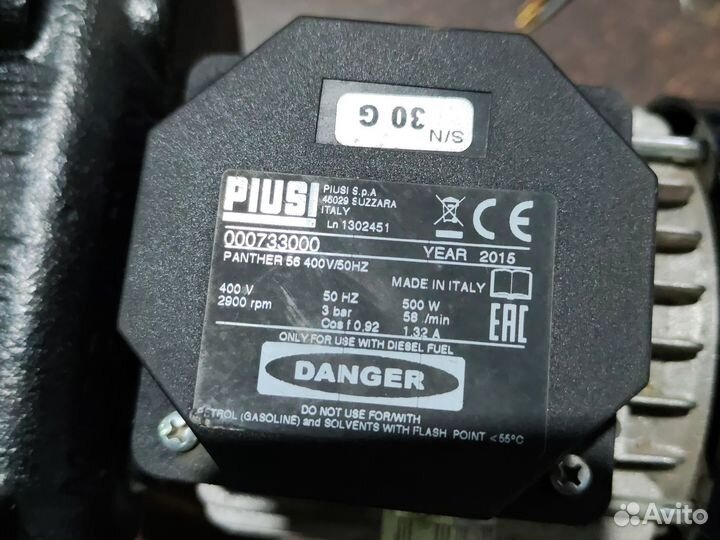 S/N 30 G
PIUSI
PIUSI S.p.A
46029 SUZZARA
ITALY
Ln 1302451
000733000 YEAR 2015
PANTHER 56 400V/50HZ
MADE IN ITALY
400 V 50 HZ 500 W
2900 rpm 3 bar 58 /min
Cos f 0,92 1.32 A
EAC
ONLY FOR USE WITH DIESEL FUEL
DANGER
DO NOT USE FOR/WITH
PETROL (GASOLINE) and SOLVENTS WITH FLASH POINT <55°C
CE
Avito